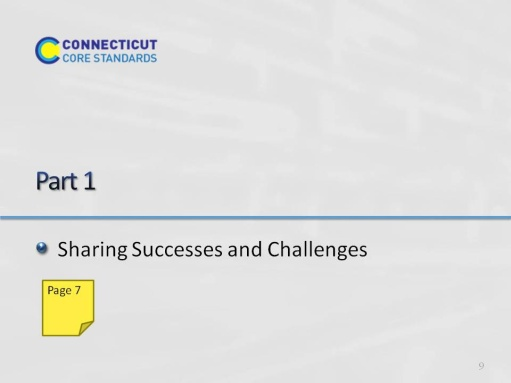 CONNECTICUT
CORE STANDARDS
Part 1
Sharing Successes and Challenges
Page 7
9